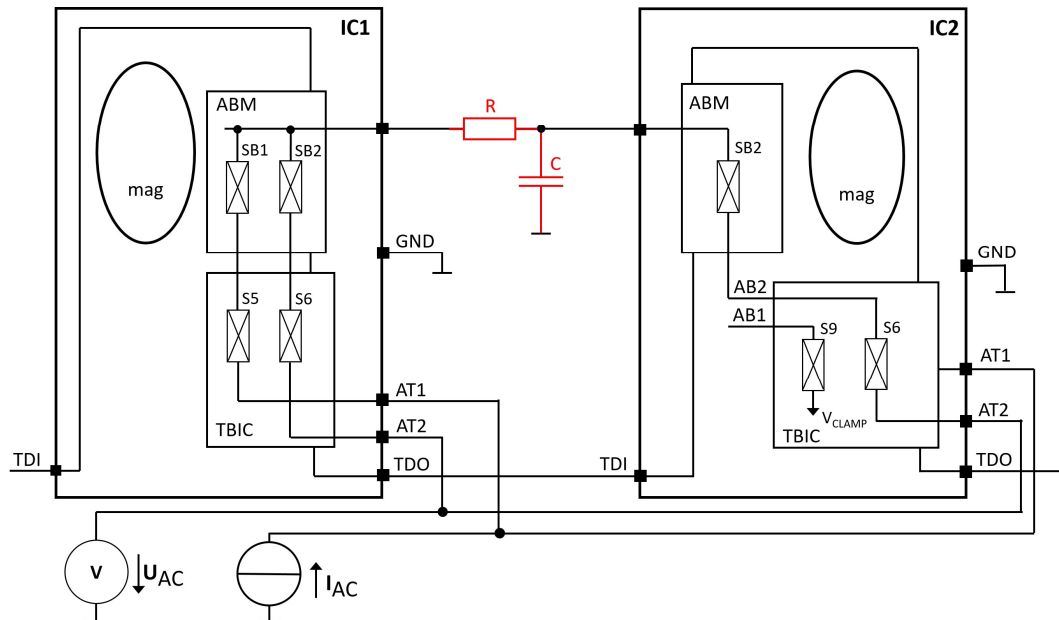 IC1
IC2
ABM
SB1
SB2
mag
R
C
GND
S5
S6
AT1
AT2
TBIC
TDI
TDO
TDI
ABM
SB2
mag
GND
AB2
AB1
S9
S6
AT1
V_CLAMP
AT2
TBIC
TDO
V
U_AC
I_AC